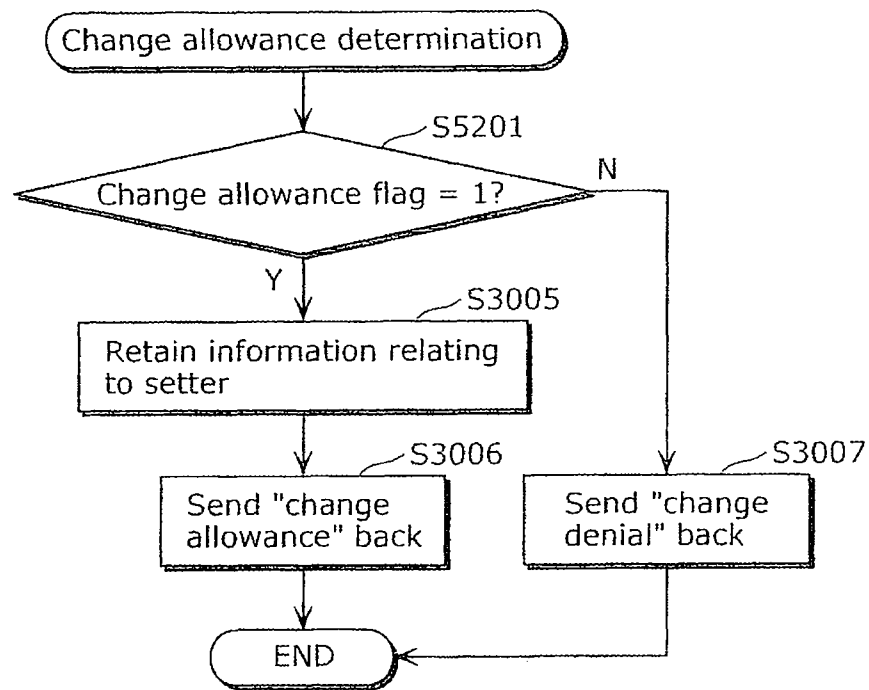 Change allowance determination
S5201
Change allowance flag = 1?
N
Y
S3005
Retain information relating
to setter
S3006
Send "change
allowance" back
S3007
Send "change
denial" back
END